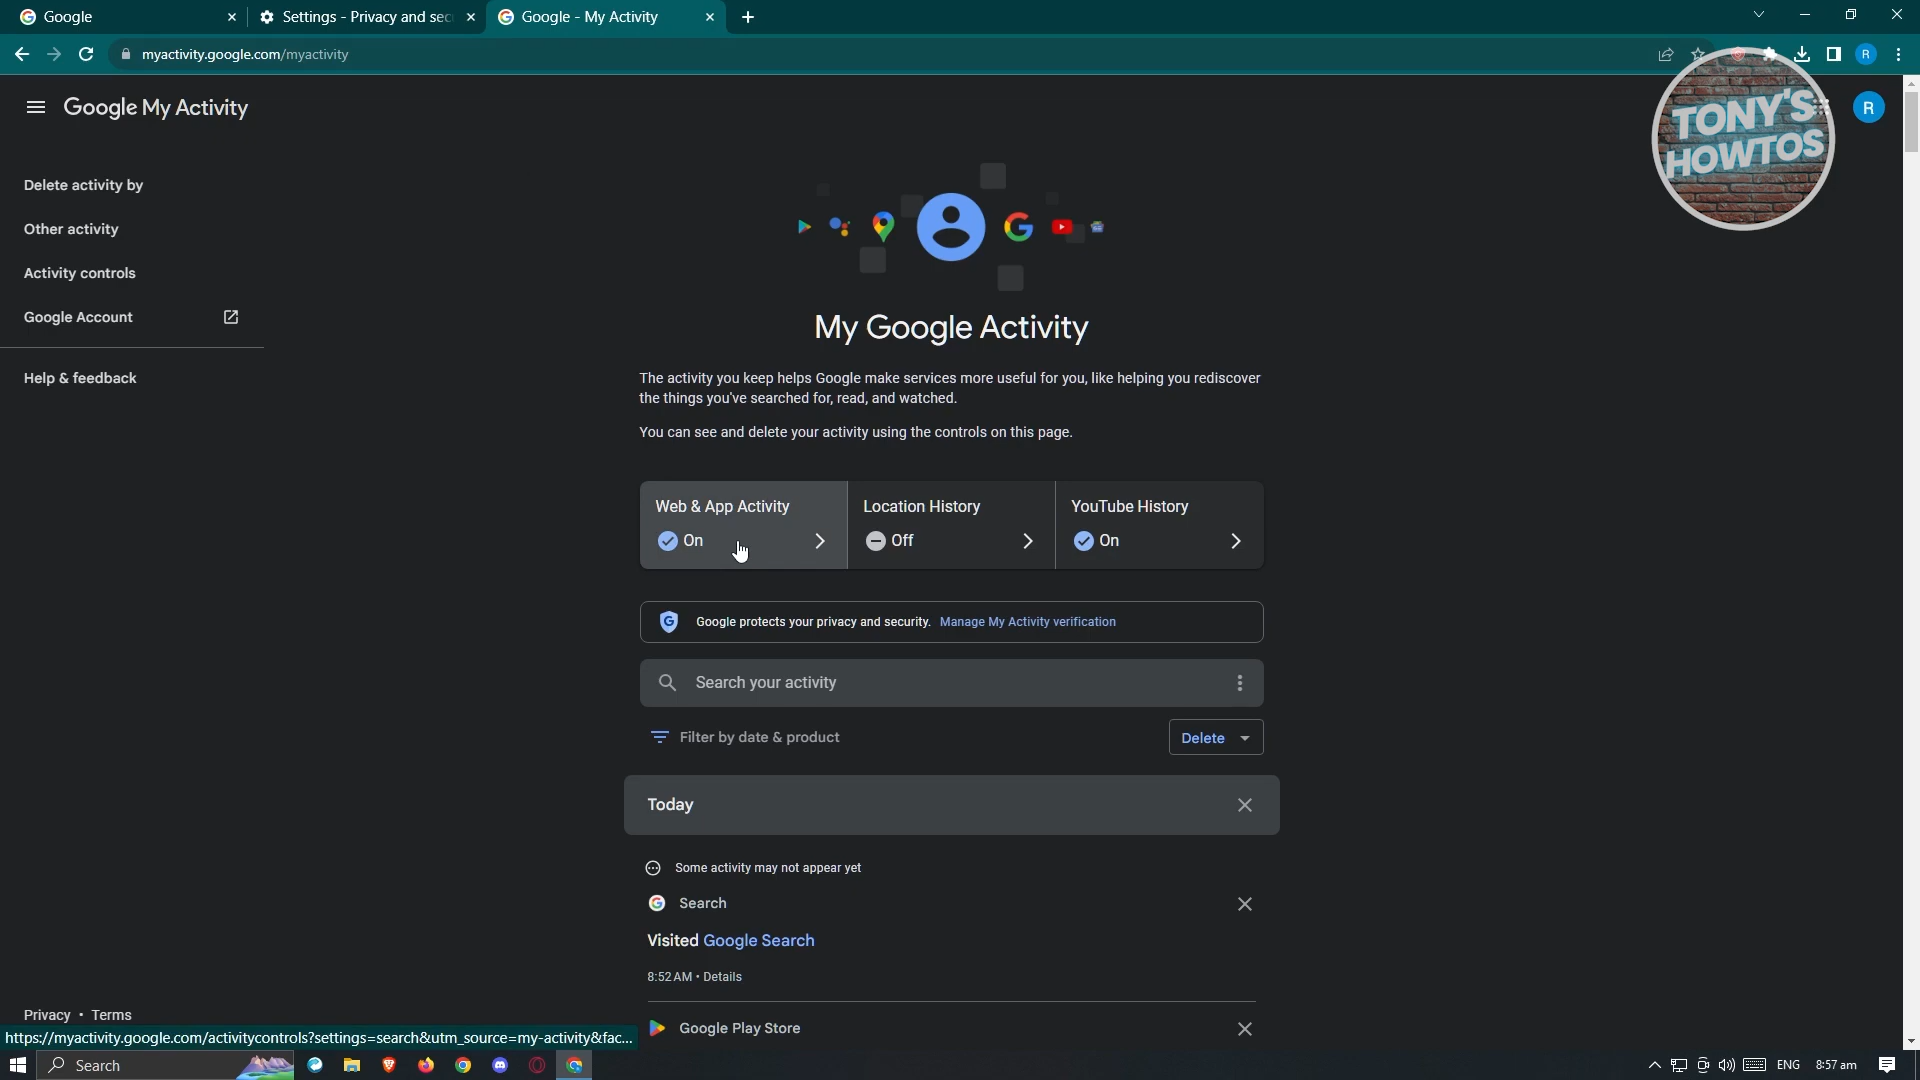 Google
Settings - Privacy and sec
Google - My Activity
myactivity.google.com/myactivity
R
Google My Activity
R
TONY'S
HOWTOS
Delete activity by
Other activity
Activity controls
Google Account
Help & feedback
My Google Activity
The activity you keep helps Google make services more useful for you, like helping you rediscover
the things you've searched for, read, and watched.
You can see and delete your activity using the controls on this page.
Web & App Activity
On
Location History
Off
YouTube History
On
Google protects your privacy and security. Manage My Activity verification
Search your activity
Filter by date & product
Delete
Today
Some activity may not appear yet
Search
Visited Google Search
8:52 AM • Details
Google Play Store
Privacy • Terms
https://myactivity.google.com/activitycontrols?settings=search&utm_source=my-activity&fac...
Search
ENG
8:57 am